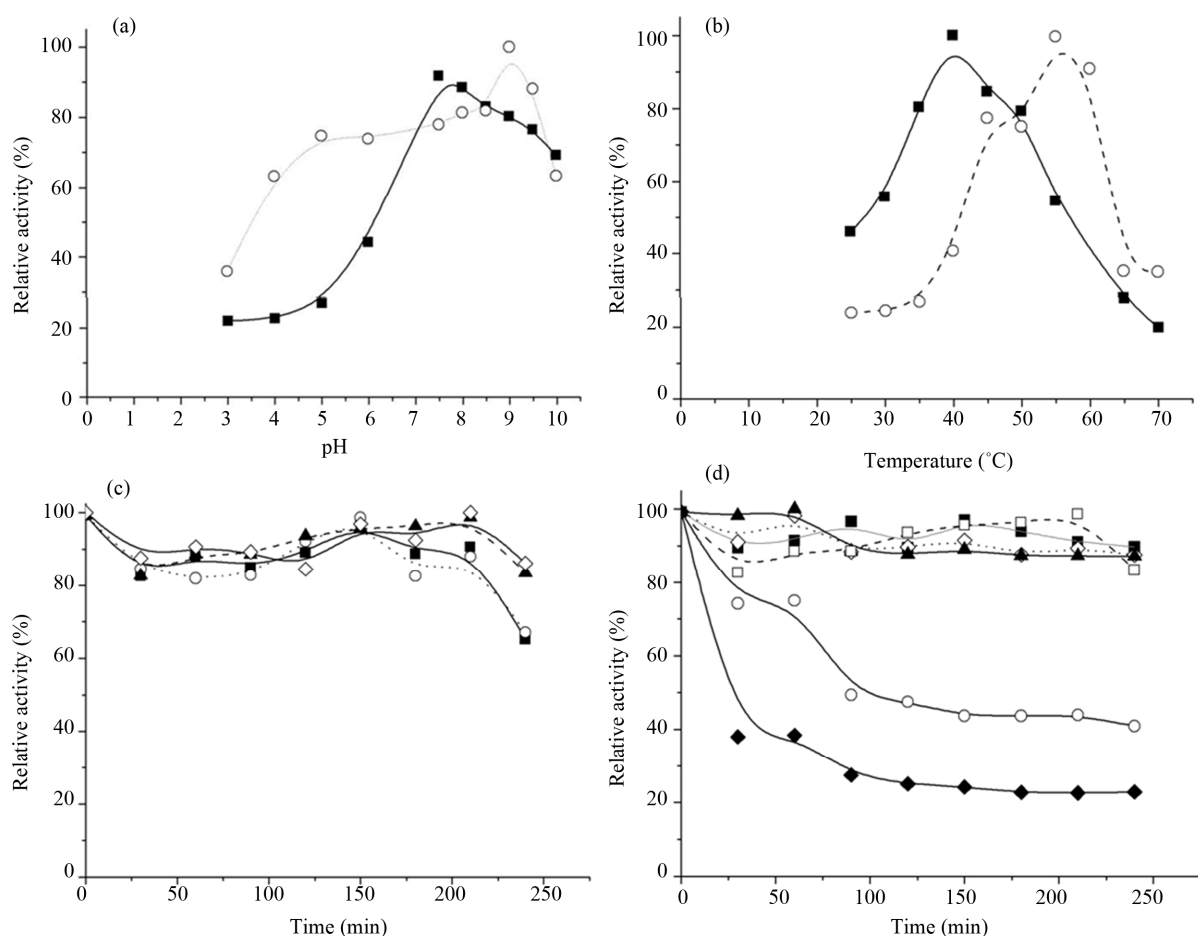 (a)
Relative activity (%)
100
80
60
40
20
0
0 1 2 3 4 5 6 7 8 9 10
pH
(b)
Relative activity (%)
100
80
60
40
20
0
0 10 20 30 40 50 60 70
Temperature (˚C)
(c)
Relative activity (%)
100
80
60
40
20
0
0 50 100 150 200 250
Time (min)
(d)
Relative activity (%)
100
80
60
40
20
0
0 50 100 150 200 250
Time (min)